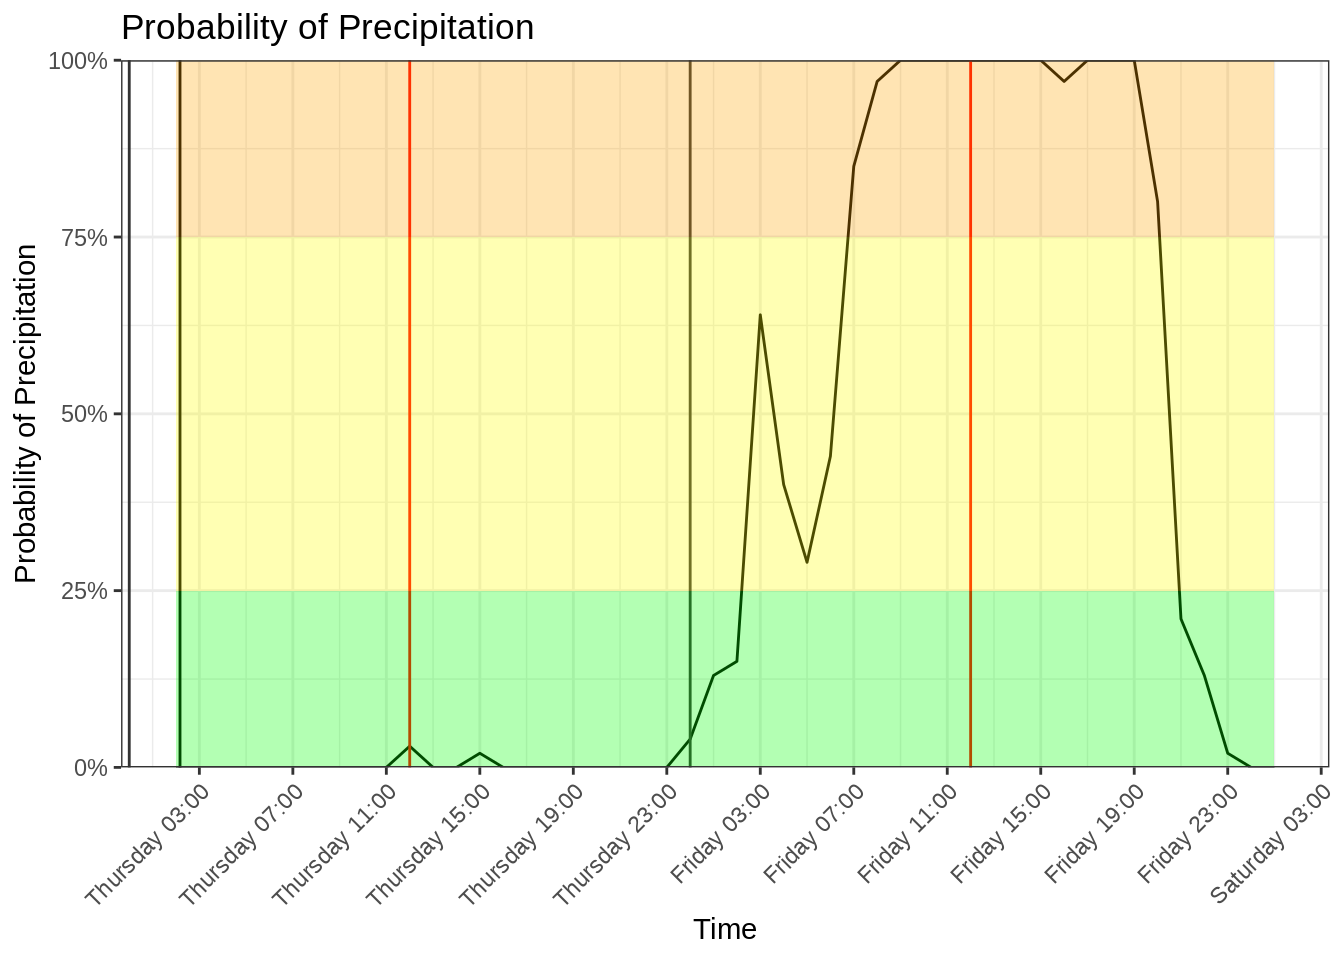 Probability of Precipitation
Probability of Precipitation
100%
75%
50%
25%
0%
Thursday 03:00
Thursday 07:00
Thursday 11:00
Thursday 15:00
Thursday 19:00
Thursday 23:00
Friday 03:00
Friday 07:00
Friday 11:00
Friday 15:00
Friday 19:00
Friday 23:00
Saturday 03:00
Time